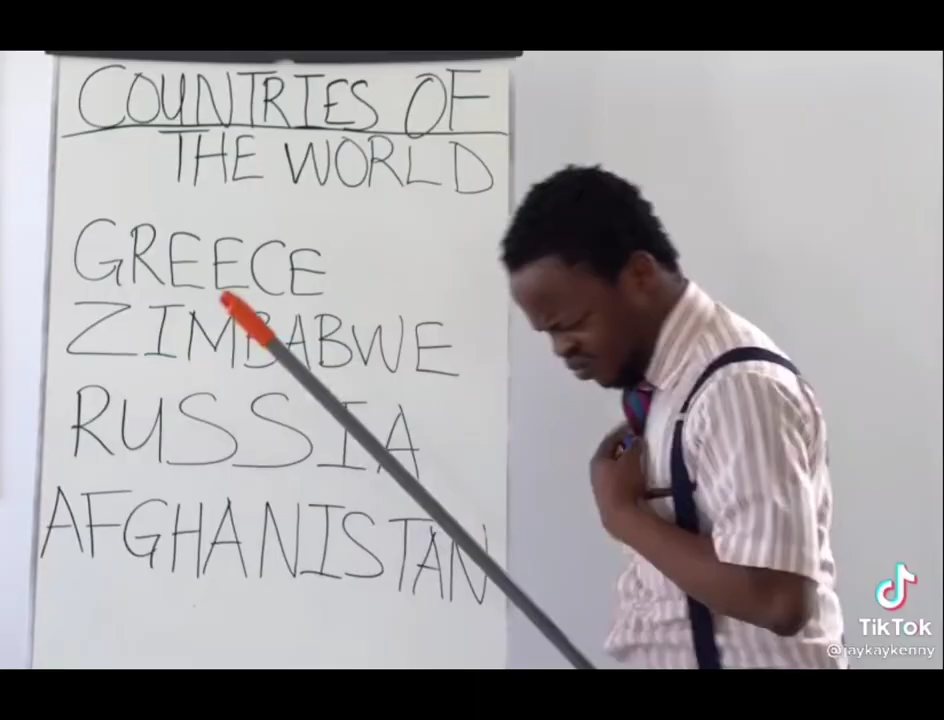 COUNTRIES OF
THE WORLD
GREECE
ZIMBABWE
RUSSIA
AFGHANISTAN
TikTok
@jaykaykenny